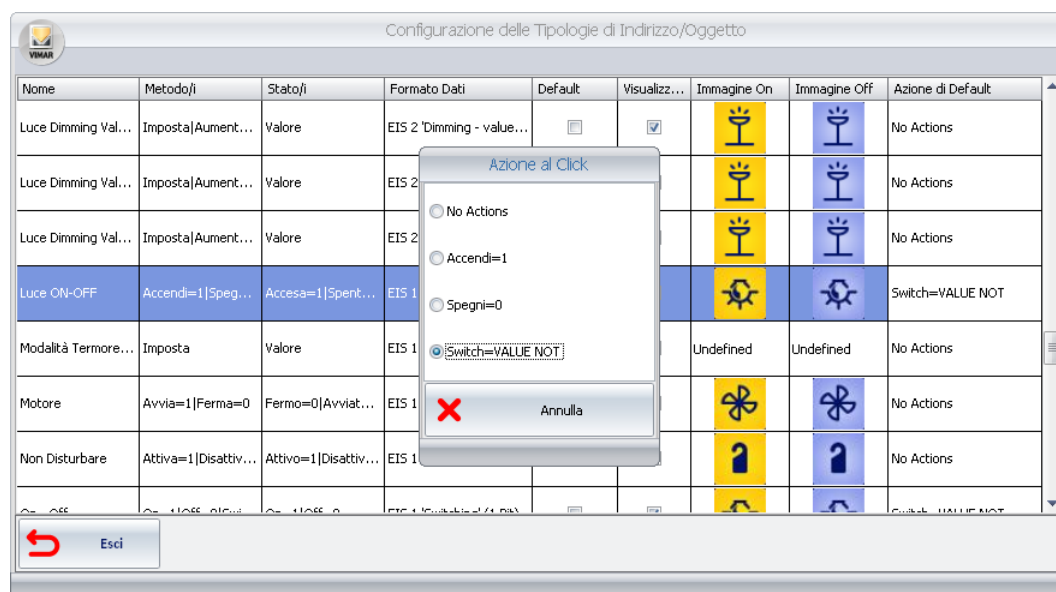 Configurazione delle Tipologie di Indirizzo/Oggetto
VIMAR
Nome Metodo/i Stato/i Formato Dati Default Visualizz... Immagine On Immagine Off Azione di Default
Luce Dimming Val... Imposta|Aument... Valore EIS 2 'Dimming - value... No Actions
Azione al Click
Luce Dimming Val... Imposta|Aument... Valore EIS 2 No Actions
No Actions
Luce Dimming Val... Imposta|Aument... Valore EIS 2 No Actions
Accendi=1
Luce ON-OFF Accendi=1|Speg... Accesa=1|Spent... EIS 1 Switch=VALUE NOT
Spegni=0
Modalità Termore... Imposta Valore EIS 1 Undefined Undefined No Actions
Switch=VALUE NOT
Motore Avvia=1|Ferma=0 Fermo=0|Avviat... EIS 1 No Actions
Annulla
Non Disturbare Attiva=1|Disattiv... Attivo=1|Disattiv... EIS 1 No Actions
Esci